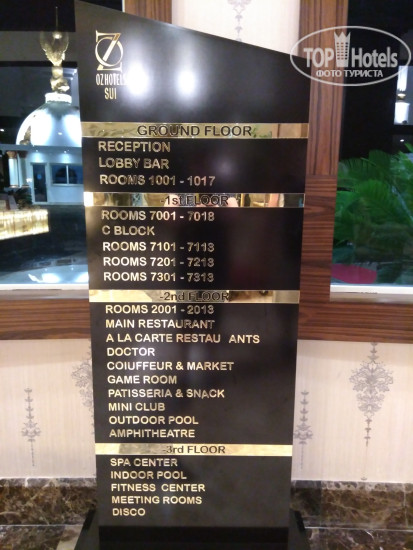 TOP Hotels
ФОТО ТУРИСТА
OZ HOTELS
SUI
GROUND FLOOR
RECEPTION
LOBBY BAR
ROOMS 1001 - 1017
-1st FLOOR
ROOMS 7001 - 7018
C BLOCK
ROOMS 7101 - 7113
ROOMS 7201 - 7213
ROOMS 7301 - 7313
-2nd FLOOR
ROOMS 2001 - 2013
MAIN RESTAURANT
A LA CARTE RESTAU ANTS
DOCTOR
COIUFFEUR & MARKET
GAME ROOM
PATISSERIA & SNACK
MINI CLUB
OUTDOOR POOL
AMPHITHEATRE
-3rd FLOOR
SPA CENTER
INDOOR POOL
FITNESS CENTER
MEETING ROOMS
DISCO